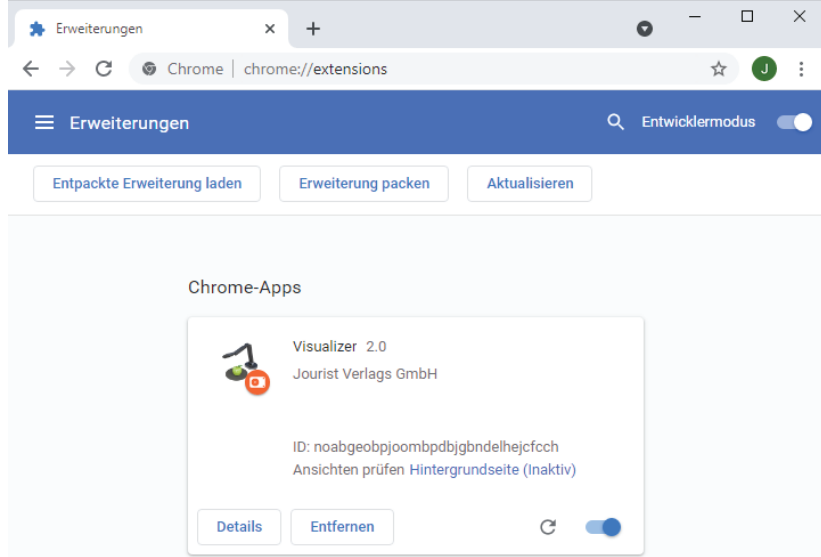 Erweiterungen
Chrome | chrome://extensions
J
Erweiterungen
Entwicklermodus
Entpackte Erweiterung laden
Erweiterung packen
Aktualisieren
Chrome-Apps
Visualizer 2.0
Jourist Verlags GmbH
ID: noabgeobpjoombpdbjgbndelhejcfcch
Ansichten prüfen Hintergrundseite (Inaktiv)
Details
Entfernen